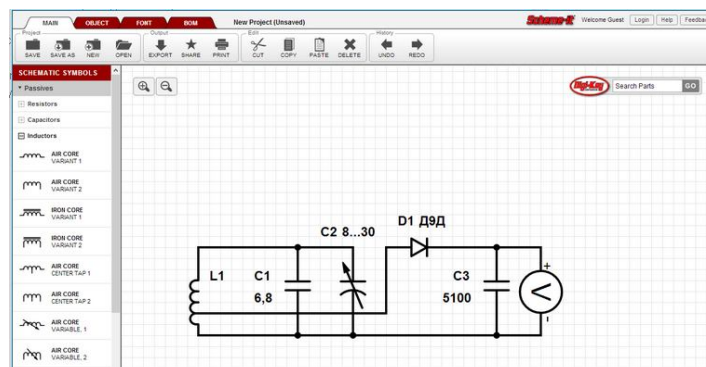 MAIN
OBJECT
FONT
BOM
New Project (Unsaved)
Scheme-it
Welcome Guest
Login
Help
Feedba
Project
Output
Edit
History
SAVE
SAVE AS
NEW
OPEN
EXPORT
SHARE
PRINT
CUT
COPY
PASTE
DELETE
UNDO
REDO
SCHEMATIC SYMBOLS
Passives
Resistors
Capacitors
Inductors
AIR CORE
VARIANT 1
AIR CORE
VARIANT 2
IRON CORE
VARIANT 1
IRON CORE
VARIANT 2
AIR CORE
CENTER TAP 1
AIR CORE
CENTER TAP 2
AIR CORE
VARIABLE, 1
AIR CORE
VARIABLE, 2
Digi-Key
Search Parts
GO
D1 Д9Д
C2 8...30
L1
C1
6,8
C3
5100
V
+
-